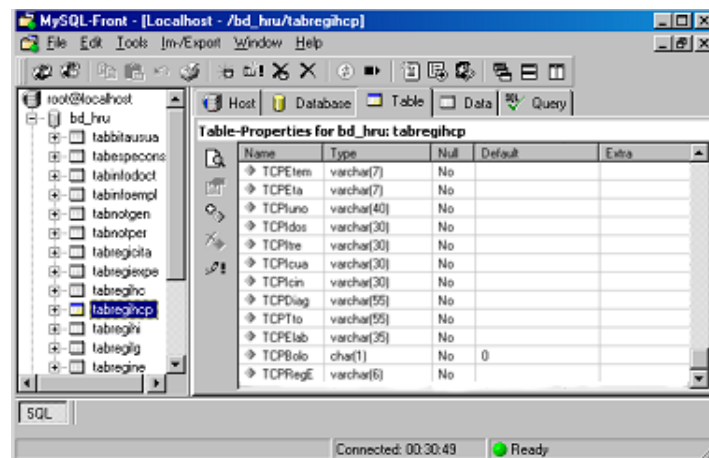 MySQL-Front - [Localhost - /bd_hru/tabregihcp]
File Edit Tools Im-/Export Window Help
root@localhost
bd_hru
tabbitausua
tabespecons
tabinfodoct
tabinfoempl
tabnotgen
tabnotper
tabregicita
tabregiexpe
tabregihc
tabregihcp
tabregihi
tabregilg
tabregine
Host Database Table Data SQL Query
Table-Properties for bd_hru: tabregihcp
Name Type Null Default Extra
TCPEtem varchar(7) No
TCPEta varchar(7) No
TCPIuno varchar(40) No
TCPIdos varchar(30) No
TCPItre varchar(30) No
TCPIcua varchar(30) No
TCPIcin varchar(30) No
TCPDiag varchar(55) No
TCPTto varchar(55) No
TCPElab varchar(35) No
TCPBolo char(1) No 0
TCPRegE varchar(6) No
SQL
Connected: 00:30:49 Ready